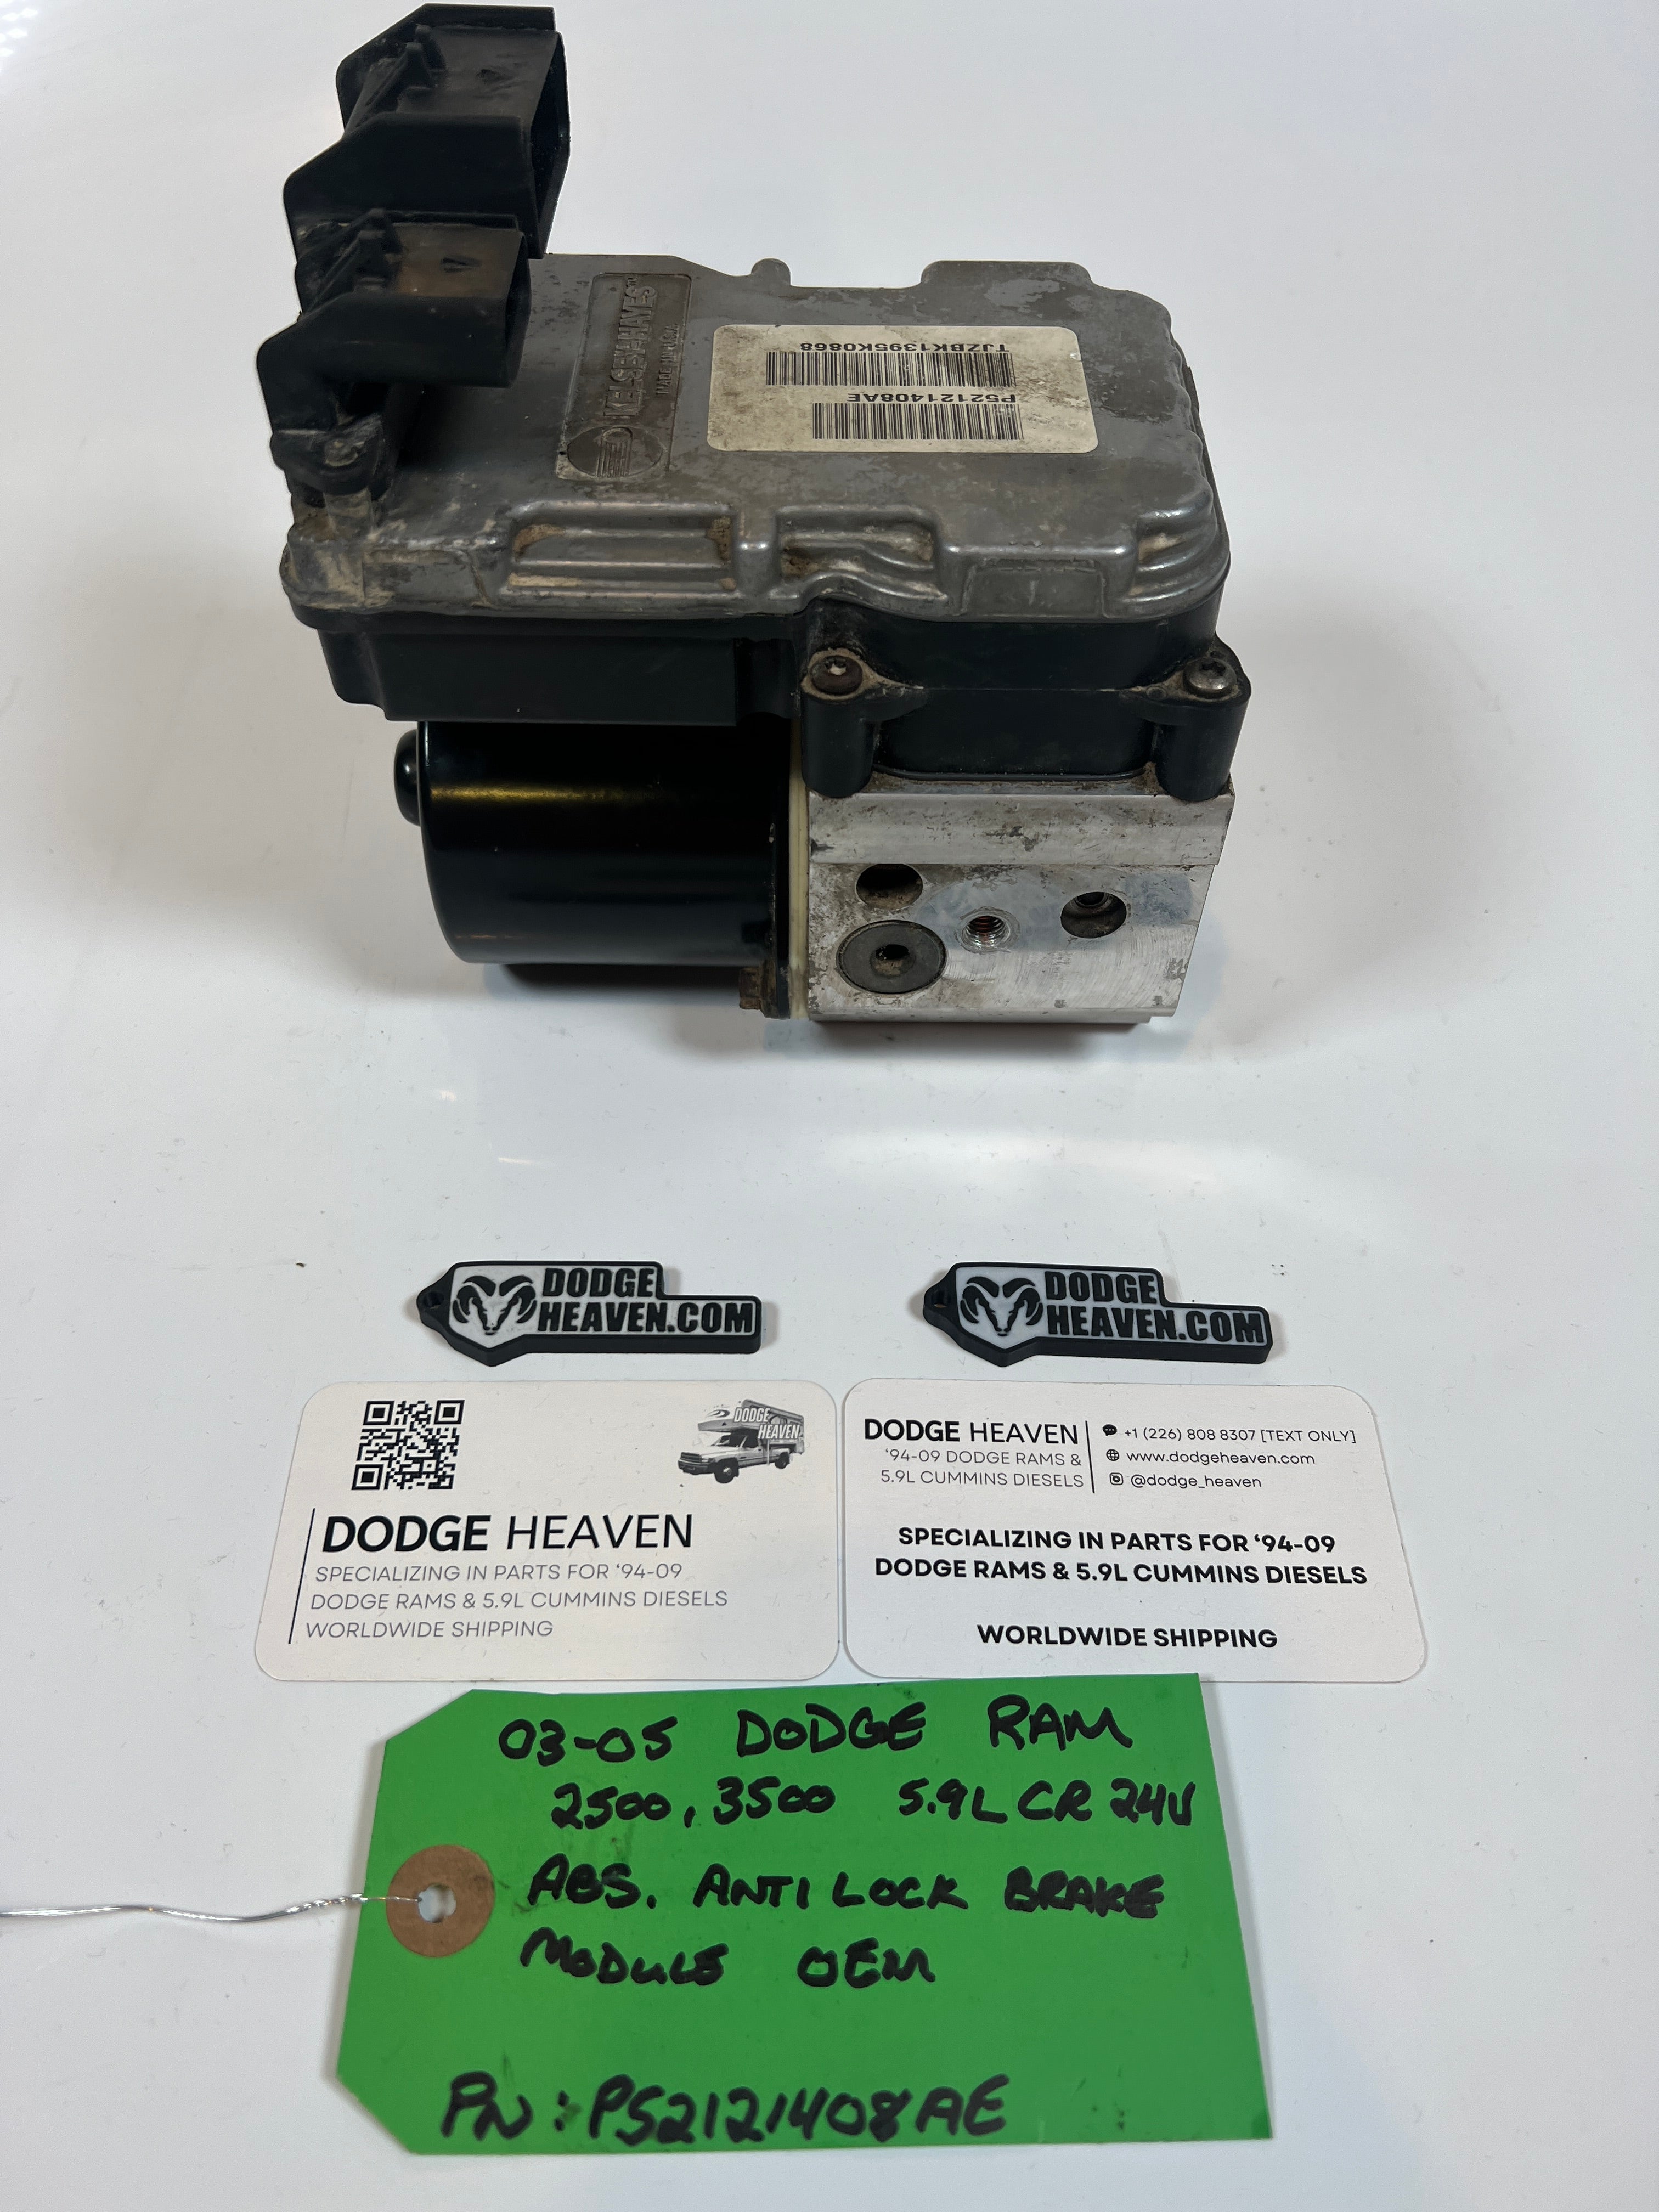 KELSEY-HAYES
MADE IN U.S.A.
TJZBK1395K0868
P52121408AE
DODGE
HEAVEN.COM
DODGE
HEAVEN.COM
DODGE
HEAVEN
DODGE HEAVEN
SPECIALIZING IN PARTS FOR ‘94-09
DODGE RAMS & 5.9L CUMMINS DIESELS
WORLDWIDE SHIPPING
DODGE HEAVEN
‘94-09 DODGE RAMS &
5.9L CUMMINS DIESELS
+1 (226) 808 8307 [TEXT ONLY]
www.dodgeheaven.com
@dodge_heaven
SPECIALIZING IN PARTS FOR ‘94-09
DODGE RAMS & 5.9L CUMMINS DIESELS
WORLDWIDE SHIPPING
03-05 DODGE RAM
2500, 3500 5.9L CR 24V
ABS. ANTI LOCK BRAKE
MODULE OEM
PN: P52121408AE